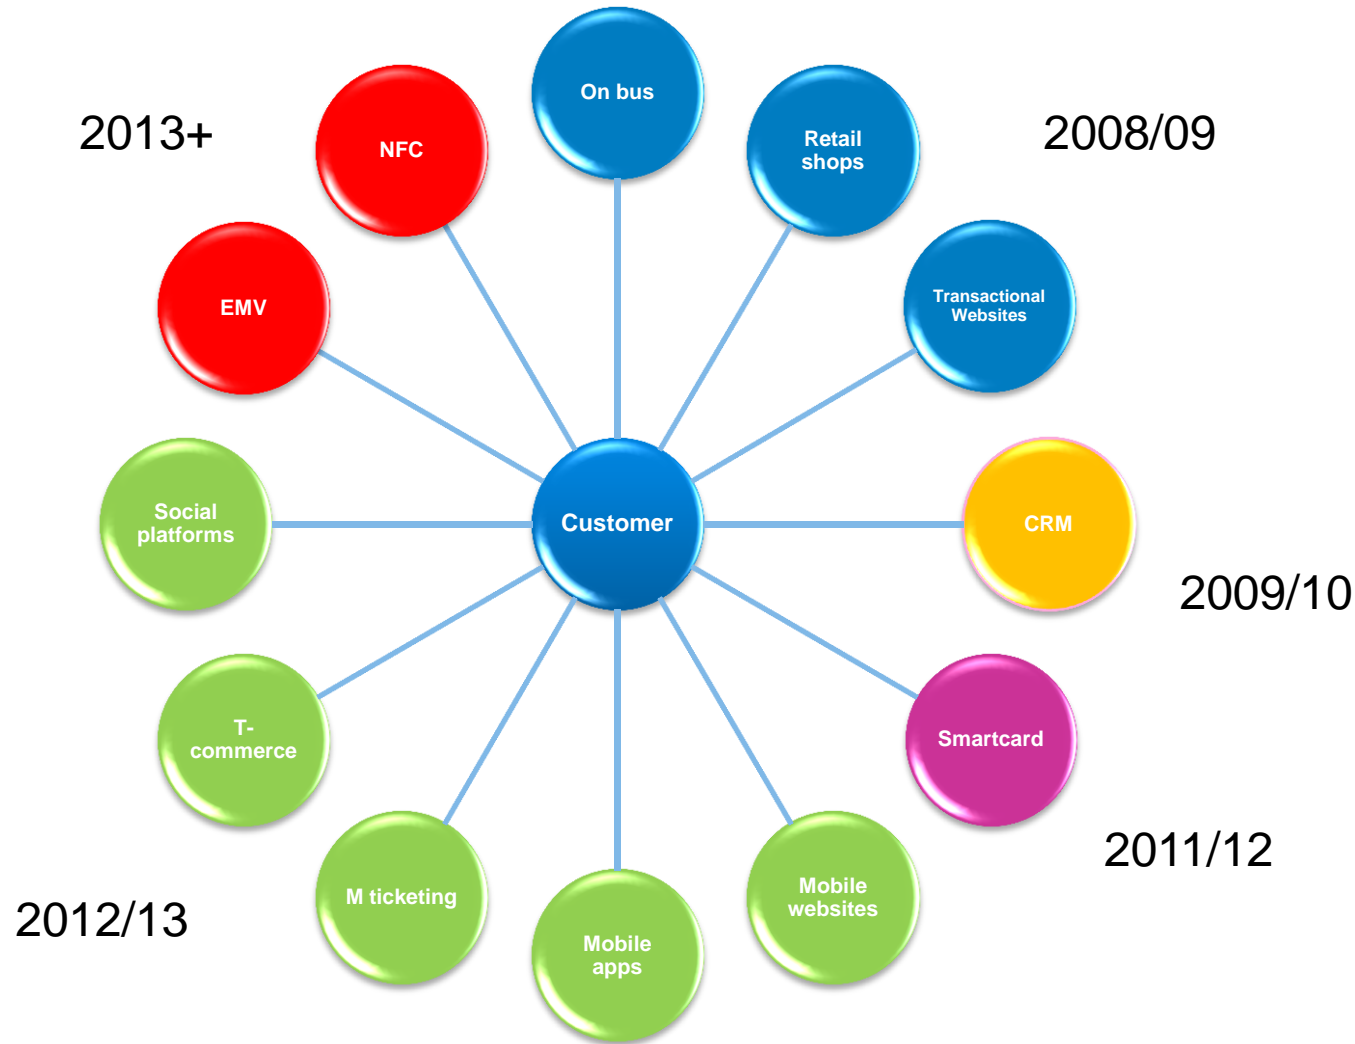 On bus
Retail
shops
2008/09
Transactional
Websites
CRM
2009/10
Smartcard
2011/12
Mobile
websites
Mobile
apps
M ticketing
2012/13
T-
commerce
Social
platforms
EMV
NFC
2013+
Customer